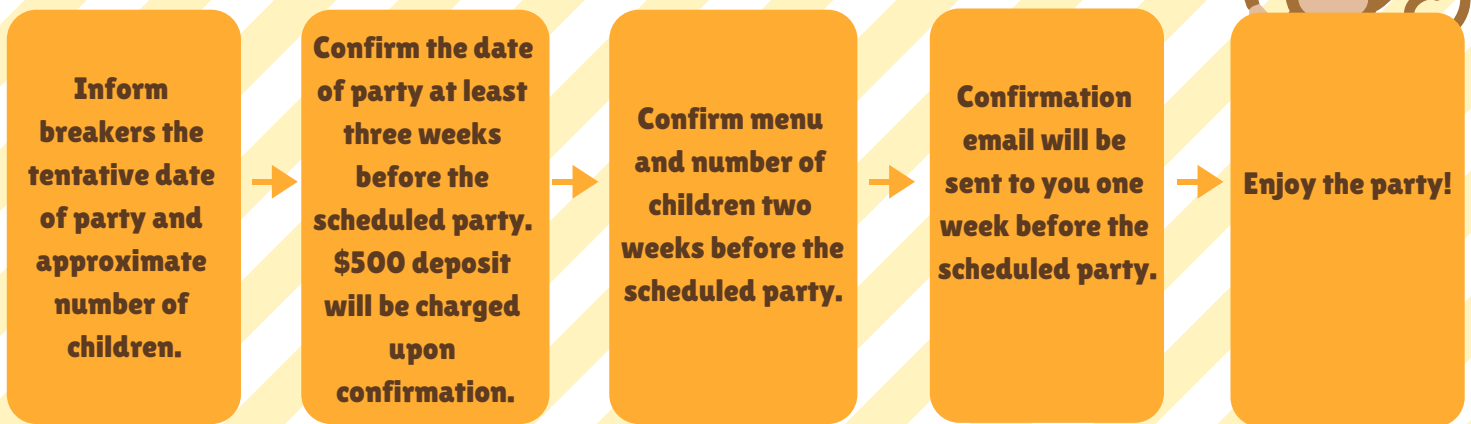 Inform
breakers the
tentative date
of party and
approximate
number of
children.
Confirm the date
of party at least
three weeks
before the
scheduled party.
$500 deposit
will be charged
upon
confirmation.
Confirm menu
and number of
children two
weeks before the
scheduled party.
Confirmation
email will be
sent to you one
week before the
scheduled party.
Enjoy the party!